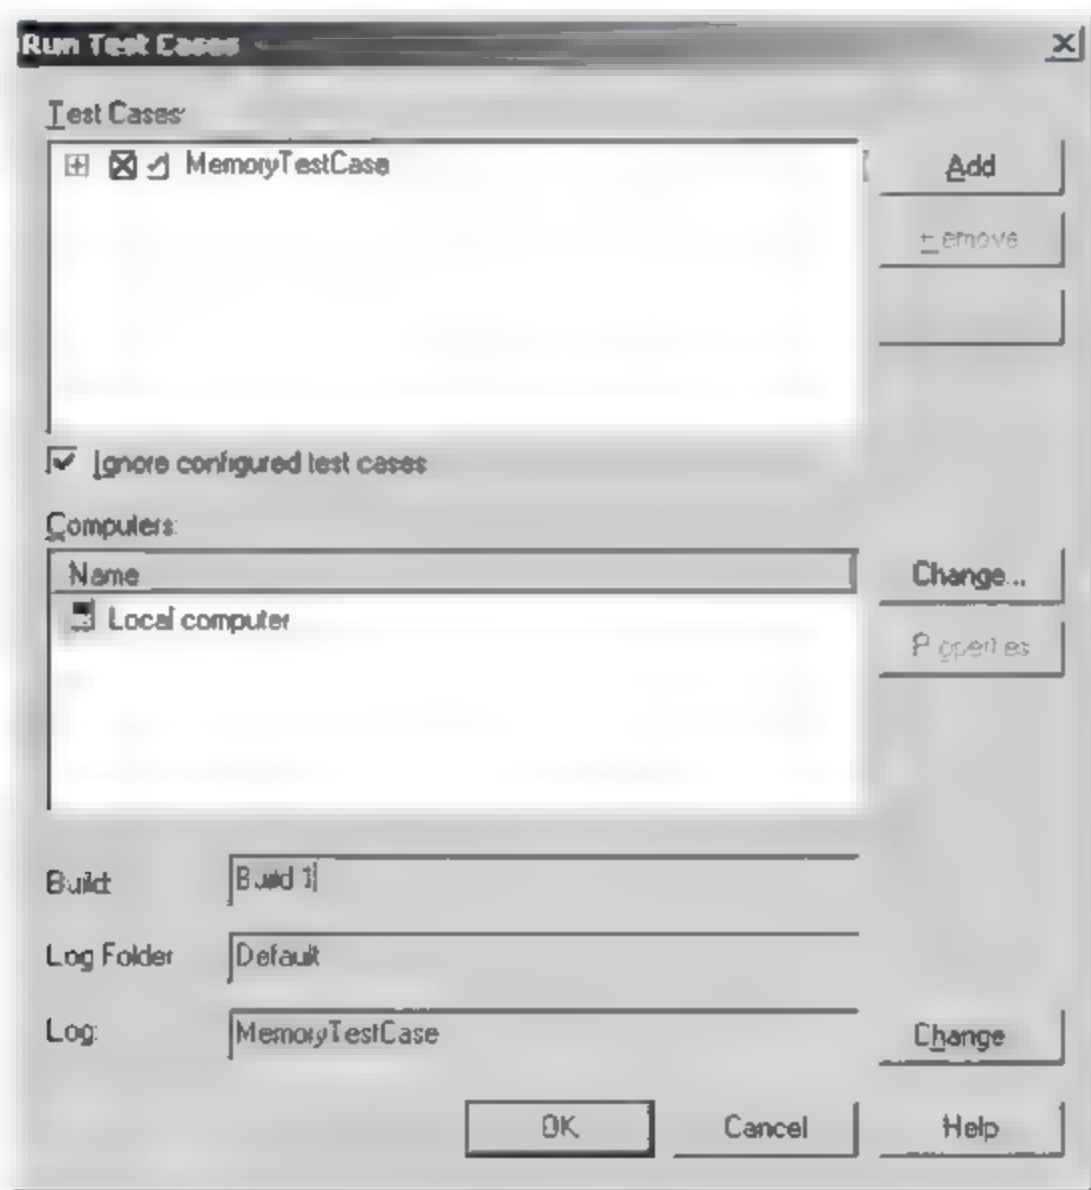 Run Test Cases
Test Cases:
MemoryTestCase
Add
Ignore configured test cases
Computers:
Name
Change...
Local computer
Properties
Build:
Build 1
Log Folder
Default
Log:
MemoryTestCase
Change
OK
Cancel
Help